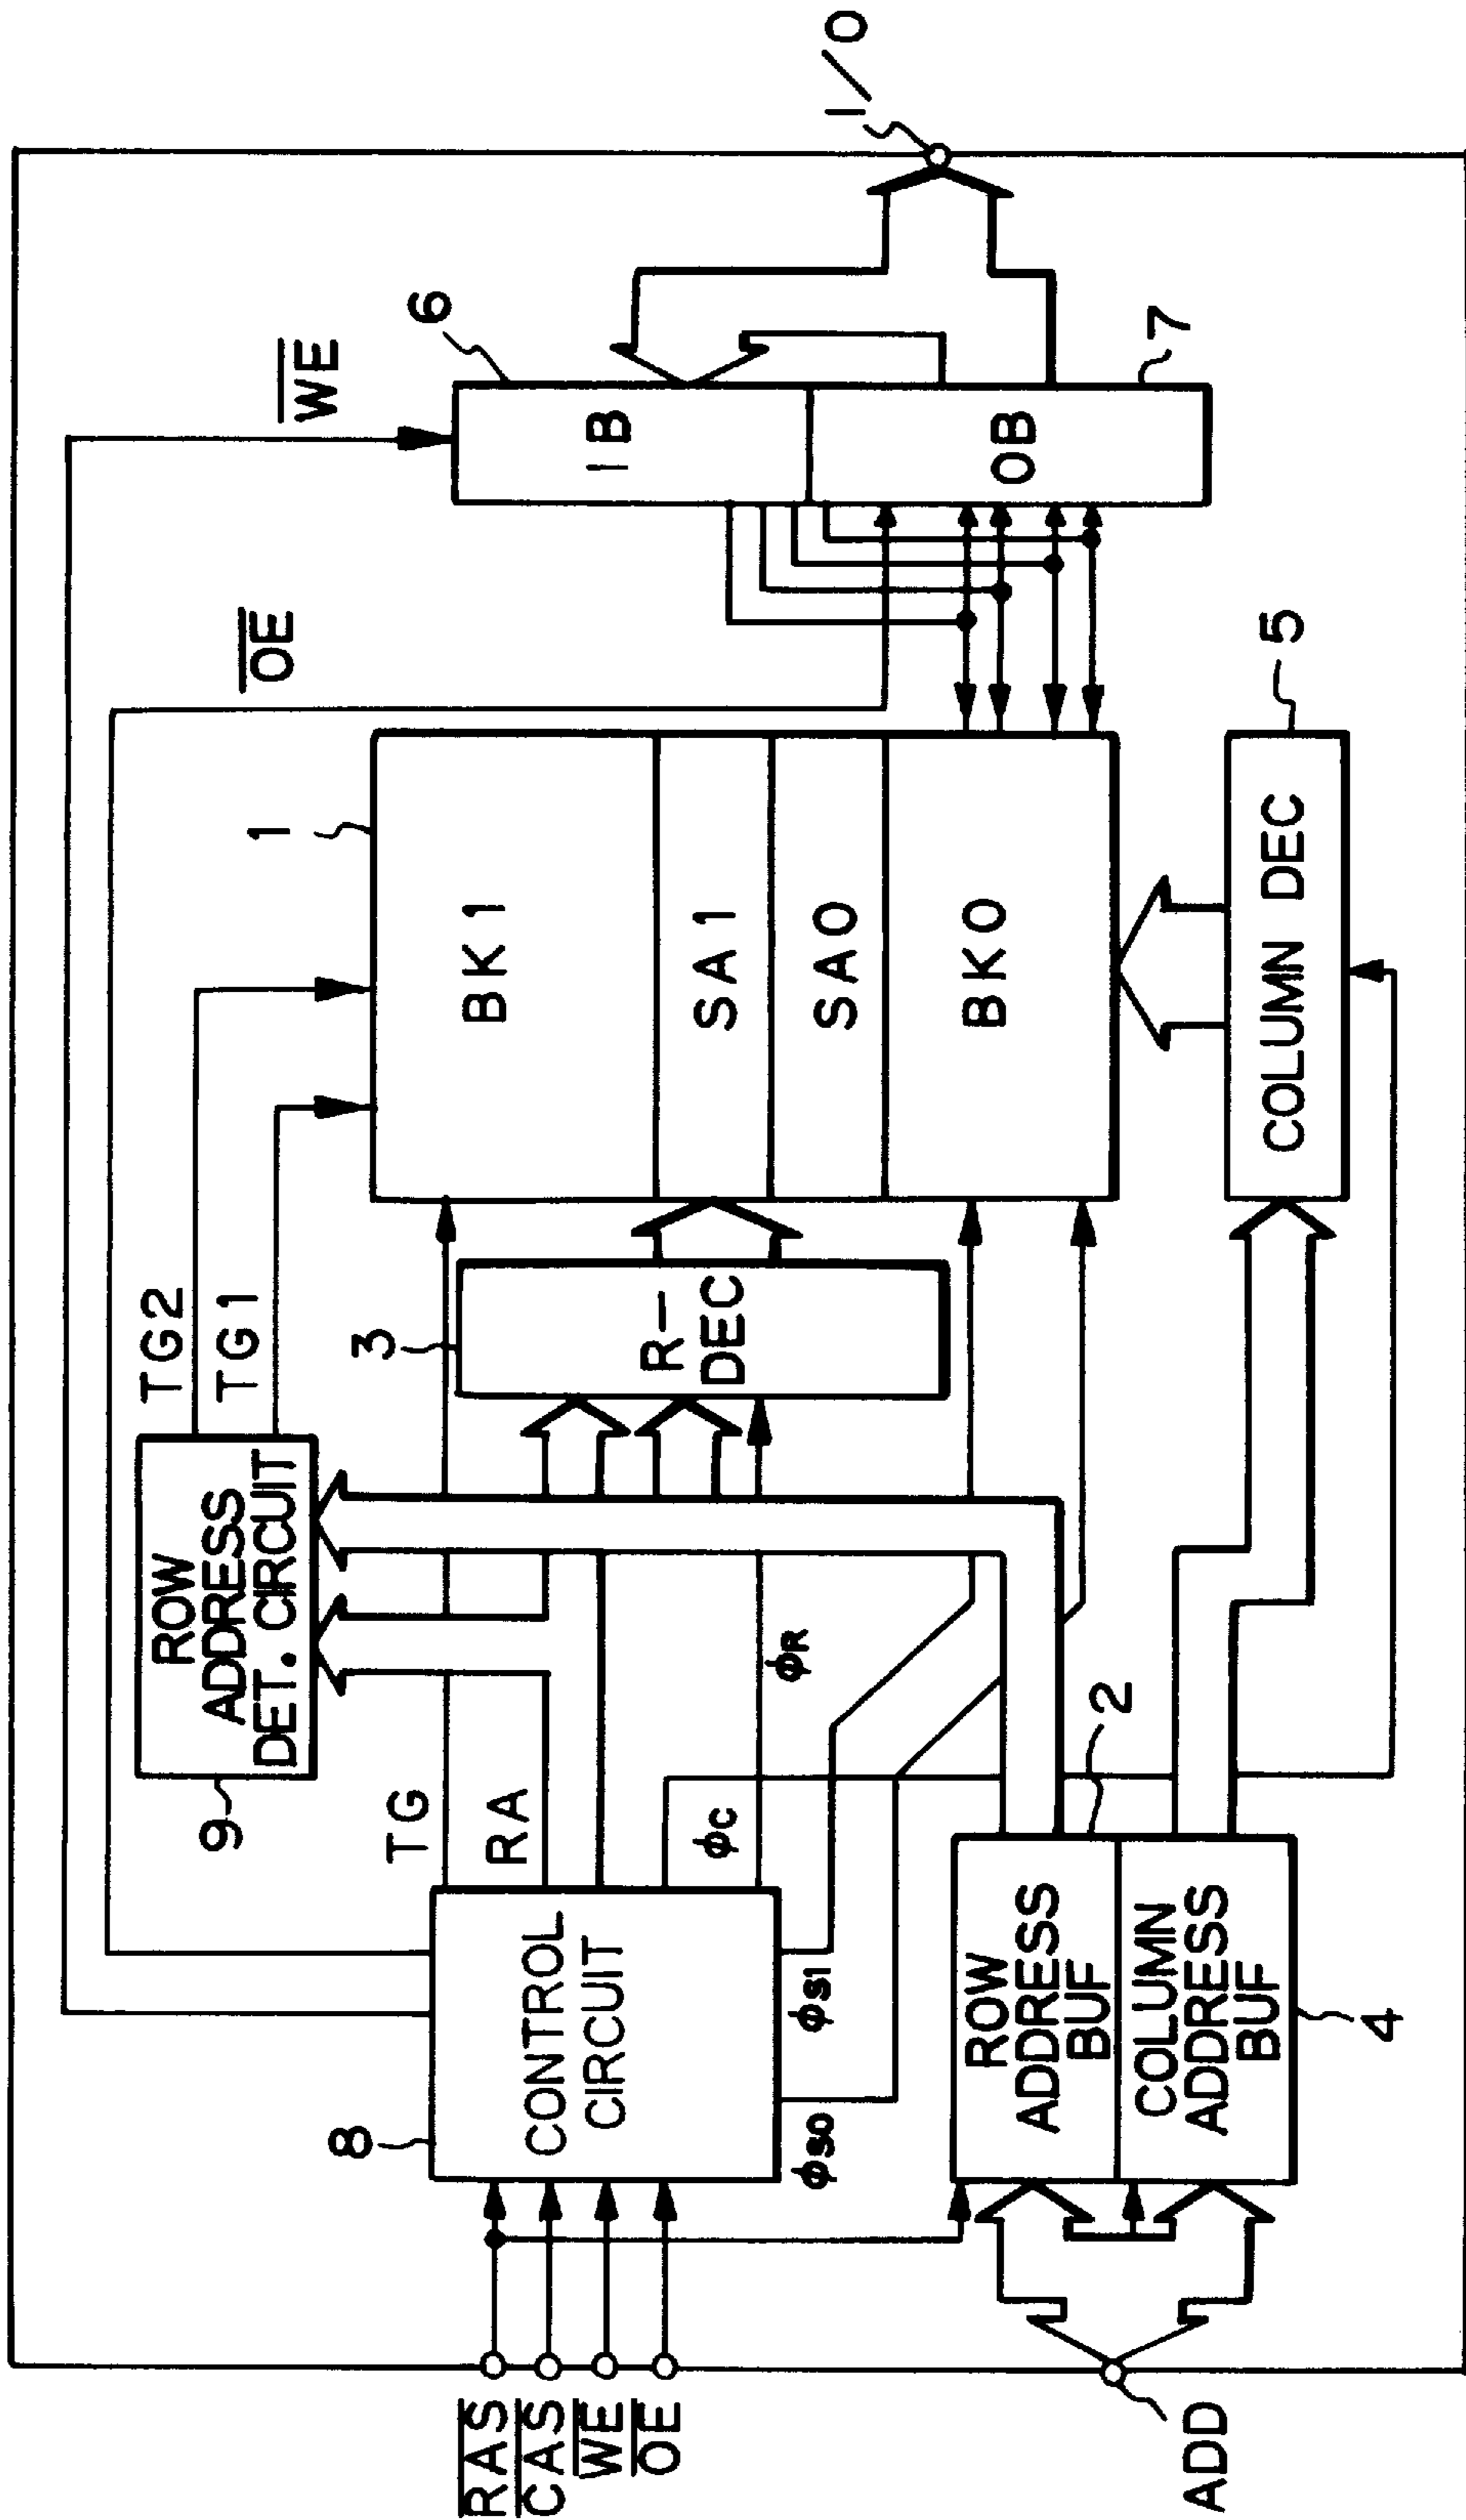 RAS
CAS
WE
OE
ADD
8
CONTROL
CIRCUIT
TG
RA
φC
φR
φS1
φS0
9
ROW
ADDRESS
DET. CIRCUIT
TG2
TG1
ROW
ADDRESS
BUF
COLUMN
ADDRESS
BUF
2
4
3
R-
DEC
1
BK1
SA1
SA0
BK0
COLUMN DEC
5
OE
WE
6
IB
OB
7
I/O